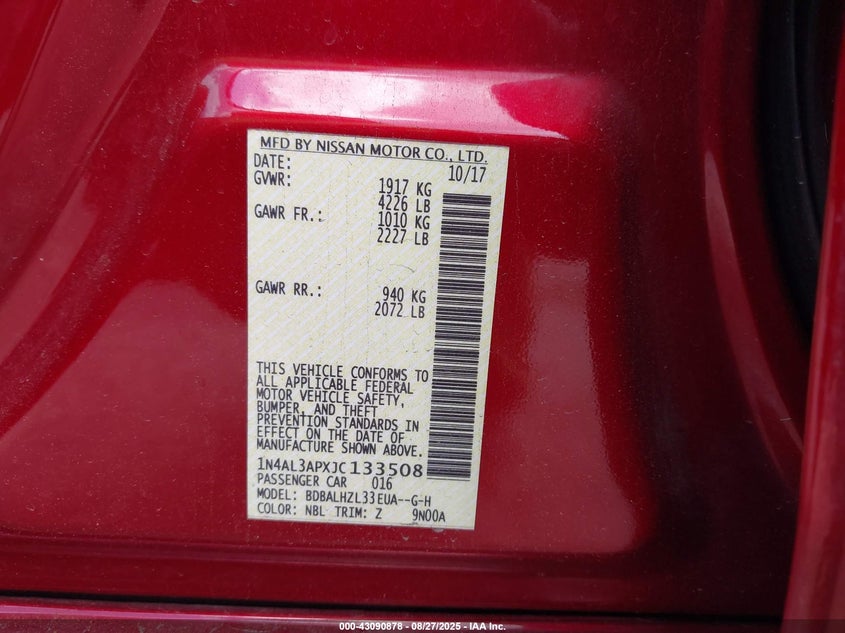 MFD BY NISSAN MOTOR CO., LTD.
DATE: 10/17
GVWR: 1917 KG
4226 LB
GAWR FR.: 1010 KG
2227 LB
GAWR RR.: 940 KG
2072 LB
THIS VEHICLE CONFORMS TO
ALL APPLICABLE FEDERAL
MOTOR VEHICLE SAFETY,
BUMPER, AND THEFT
PREVENTION STANDARDS IN
EFFECT ON THE DATE OF
MANUFACTURE SHOWN ABOVE.
1N4AL3APXJC133508
PASSENGER CAR 016
MODEL: BDBALHZL33EUA--G-H
COLOR: NBL TRIM: Z 9N00A
000-43090878 - 08/27/2025 - IAA Inc.